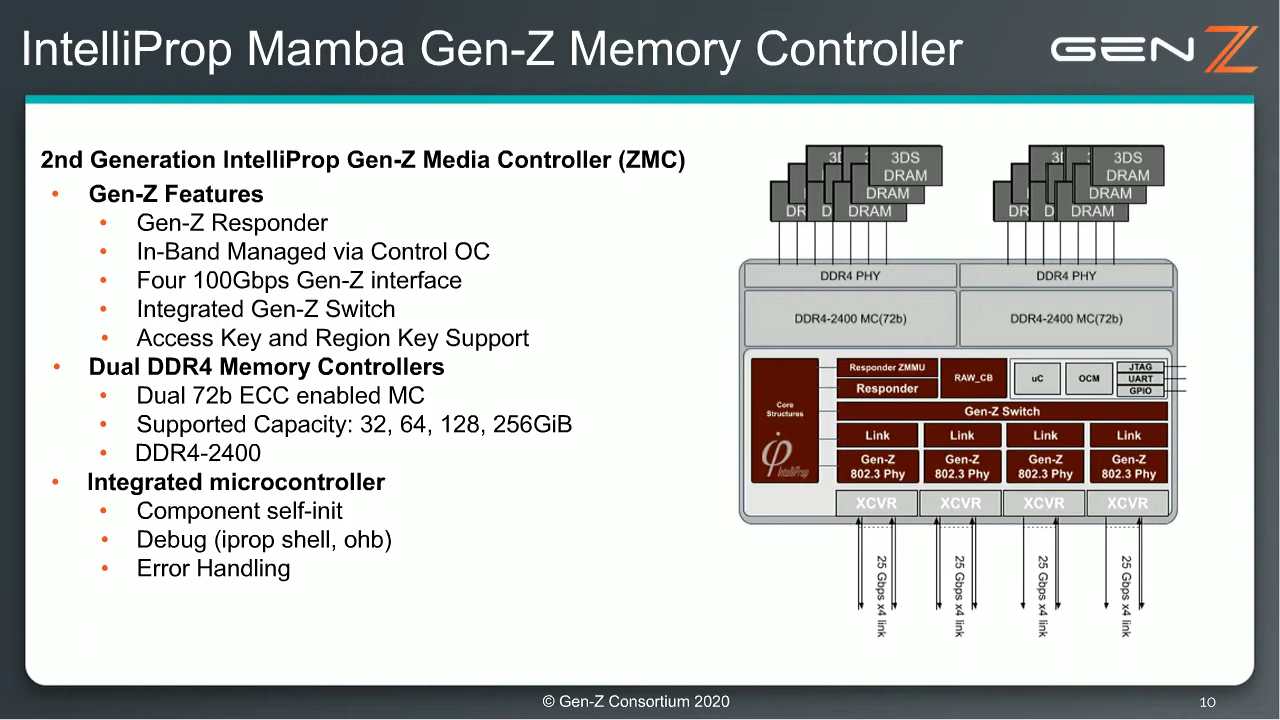 IntelliProp Mamba Gen-Z Memory Controller
GEN Z
2nd Generation IntelliProp Gen-Z Media Controller (ZMC)
• Gen-Z Features
• Gen-Z Responder
• In-Band Managed via Control OC
• Four 100Gbps Gen-Z interface
• Integrated Gen-Z Switch
• Access Key and Region Key Support
• Dual DDR4 Memory Controllers
• Dual 72b ECC enabled MC
• Supported Capacity: 32, 64, 128, 256GiB
• DDR4-2400
• Integrated microcontroller
• Component self-init
• Debug (iprop shell, ohb)
• Error Handling
3DS
DRAM
DRAM
DRAM
3DS
DRAM
DRAM
DRAM
DDR4 PHY
DDR4 PHY
DDR4-2400 MC(72b)
DDR4-2400 MC(72b)
Core
Structures
IntelliProp
Responder ZMMU
Responder
RAW_CB
uC
OCM
JTAG
UART
GPIO
Gen-Z Switch
Link
Link
Link
Link
Gen-Z
802.3 Phy
Gen-Z
802.3 Phy
Gen-Z
802.3 Phy
Gen-Z
802.3 Phy
XCVR
XCVR
XCVR
XCVR
25 Gbps x4 link
25 Gbps x4 link
25 Gbps x4 link
25 Gbps x4 link
© Gen-Z Consortium 2020
10